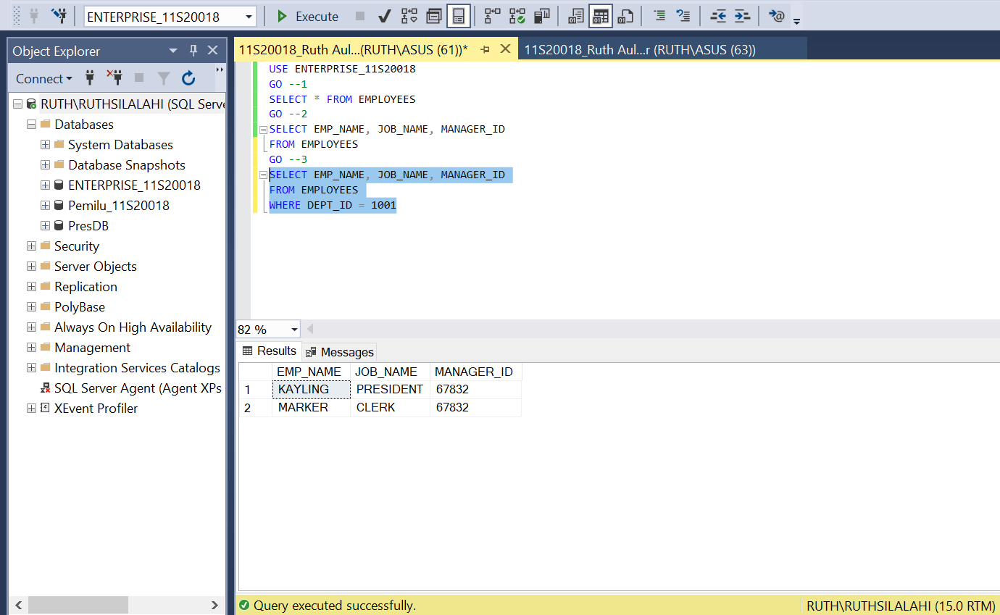 ENTERPRISE_11S20018
Execute
Object Explorer
Connect
RUTH\RUTHSILALAHI (SQL Serve
Databases
System Databases
Database Snapshots
ENTERPRISE_11S20018
Pemilu_11S20018
PresDB
Security
Server Objects
Replication
PolyBase
Always On High Availability
Management
Integration Services Catalogs
SQL Server Agent (Agent XPs
XEvent Profiler
11S20018_Ruth Aul...(RUTH\ASUS (61))*
11S20018_Ruth Aul...r (RUTH\ASUS (63))
USE ENTERPRISE_11S20018
GO --1
SELECT * FROM EMPLOYEES
GO --2
SELECT EMP_NAME, JOB_NAME, MANAGER_ID
FROM EMPLOYEES
GO --3
SELECT EMP_NAME, JOB_NAME, MANAGER_ID
FROM EMPLOYEES
WHERE DEPT_ID = 1001
82 %
Results Messages
EMP_NAME JOB_NAME MANAGER_ID
1 KAYLING PRESIDENT 67832
2 MARKER CLERK 67832
Query executed successfully.
RUTH\RUTHSILALAHI (15.0 RTM)